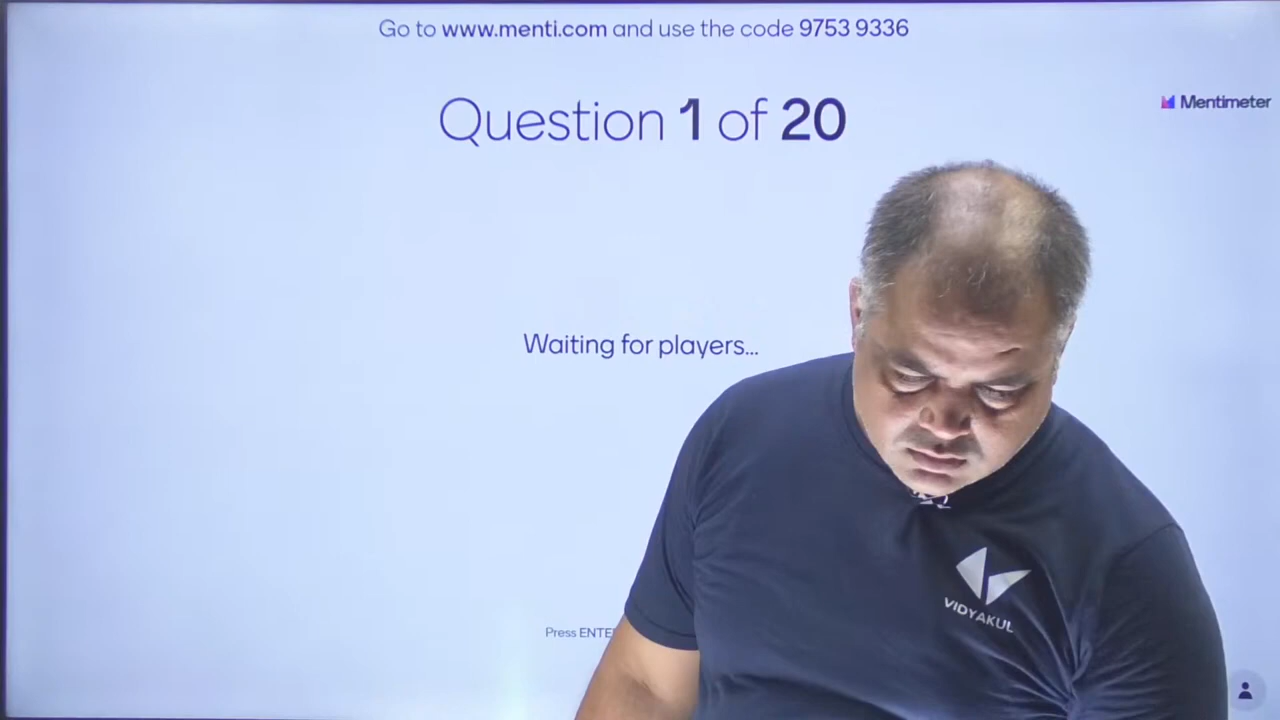 Go to www.menti.com and use the code 9753 9336
Mentimeter
Question 1 of 20
Waiting for players...
VIDYAKUL
Press